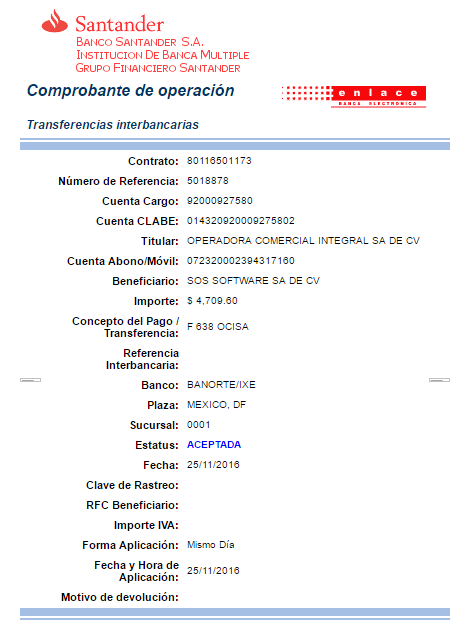 Santander
BANCO SANTANDER S.A.
INSTITUCION DE BANCA MULTIPLE
GRUPO FINANCIERO SANTANDER
Comprobante de operación
enlace
BANCA ELECTRONICA
Transferencias interbancarias
Contrato: 80116501173
Número de Referencia: 5018878
Cuenta Cargo: 92000927580
Cuenta CLABE: 014320920009275802
Titular: OPERADORA COMERCIAL INTEGRAL SA DE CV
Cuenta Abono/Móvil: 072320002394317160
Beneficiario: SOS SOFTWARE SA DE CV
Importe: $ 4,709.60
Concepto del Pago /
Transferencia: F 638 OCISA
Referencia
Interbancaria:
Banco: BANORTE/IXE
Plaza: MEXICO, DF
Sucursal: 0001
Estatus: ACEPTADA
Fecha: 25/11/2016
Clave de Rastreo:
RFC Beneficiario:
Importe IVA:
Forma Aplicación: Mismo Día
Fecha y Hora de
Aplicación: 25/11/2016
Motivo de devolución: